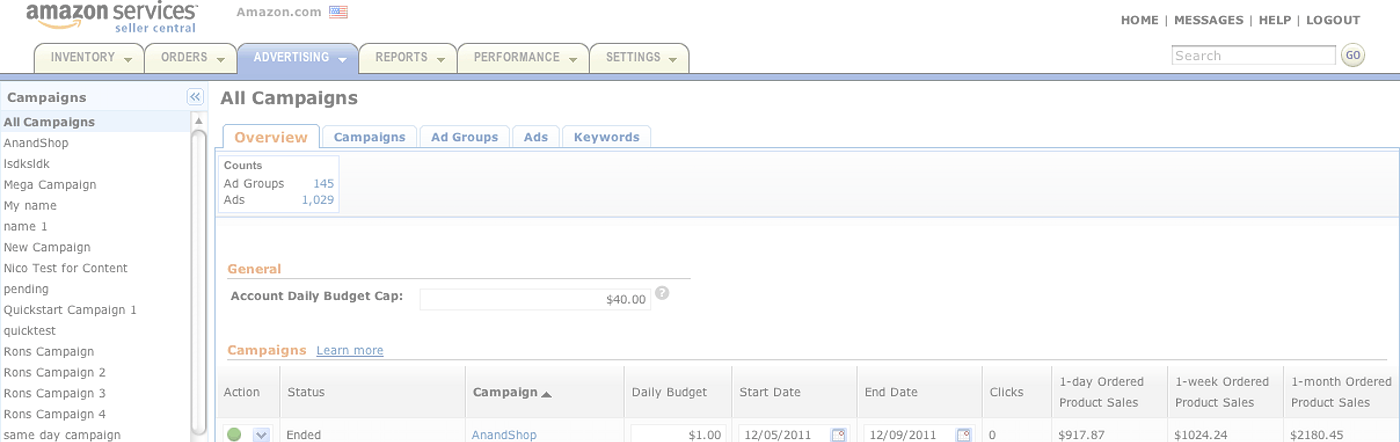 amazon services
seller central
Amazon.com
HOME | MESSAGES | HELP | LOGOUT
INVENTORY ORDERS ADVERTISING REPORTS PERFORMANCE SETTINGS
Search GO
Campaigns
All Campaigns
AnandShop
lsdksldk
Mega Campaign
My name
name 1
New Campaign
Nico Test for Content
pending
Quickstart Campaign 1
quicktest
Rons Campaign
Rons Campaign 2
Rons Campaign 3
Rons Campaign 4
same day campaign
All Campaigns
Overview Campaigns Ad Groups Ads Keywords
Counts
Ad Groups 145
Ads 1,029
General
Account Daily Budget Cap: $40.00 ?
Campaigns Learn more
Action Status Campaign Daily Budget Start Date End Date Clicks 1-day Ordered Product Sales 1-week Ordered Product Sales 1-month Ordered Product Sales
Ended AnandShop $1.00 12/05/2011 12/09/2011 0 $917.87 $1024.24 $2180.45